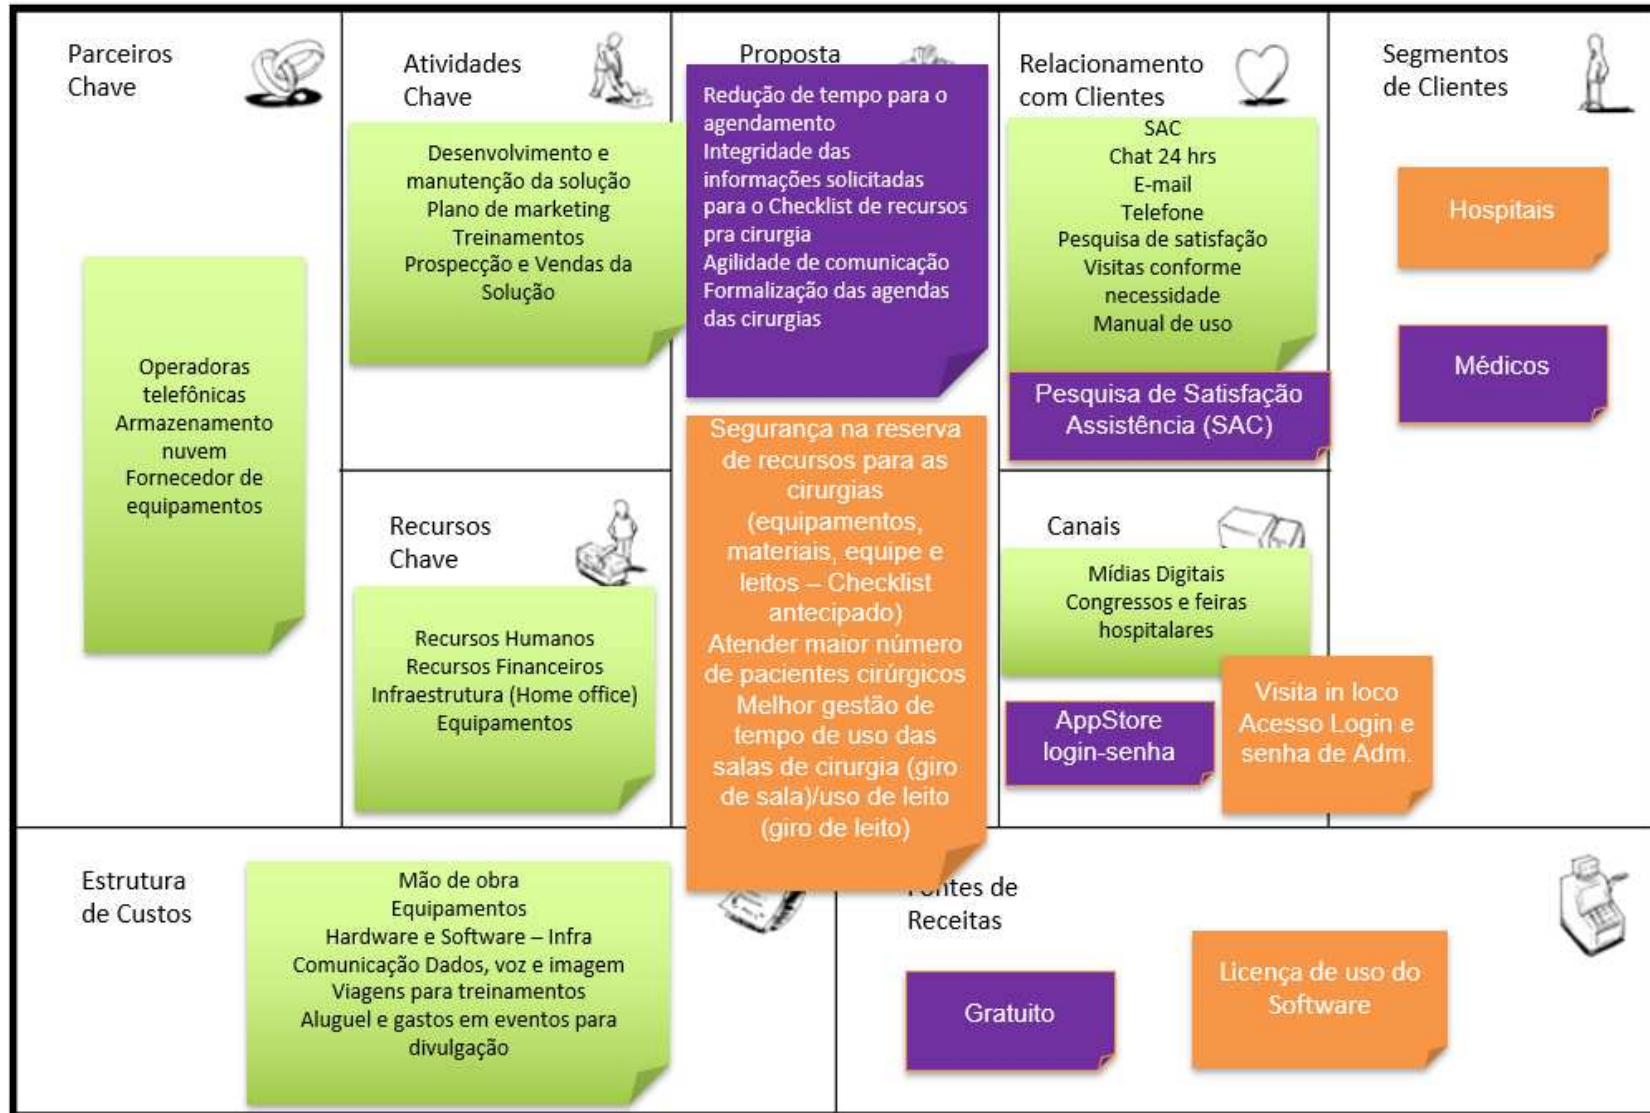 Parceiros
Chave
Operadoras
telefônicas
Armazenamento
nuvem
Fornecedor de
equipamentos
Atividades
Chave
Desenvolvimento e
manutenção da solução
Plano de marketing
Treinamentos
Prospecção e Vendas da
Solução
Recursos
Chave
Recursos Humanos
Recursos Financeiros
Infraestrutura (Home office)
Equipamentos
Proposta
Redução de tempo para o
agendamento
Integridade das
informações solicitadas
para o Checklist de recursos
pra cirurgia
Agilidade de comunicação
Formalização das agendas
das cirurgias
Segurança na reserva
de recursos para as
cirurgias
(equipamentos,
materiais, equipe e
leitos – Checklist
antecipado)
Atender maior número
de pacientes cirúrgicos
Melhor gestão de
tempo de uso das
salas de cirurgia (giro
de sala)/uso de leito
(giro de leito)
Relacionamento
com Clientes
SAC
Chat 24 hrs
E-mail
Telefone
Pesquisa de satisfação
Visitas conforme
necessidade
Manual de uso
Pesquisa de Satisfação
Assistência (SAC)
Canais
Mídias Digitais
Congressos e feiras
hospitalares
AppStore
login-senha
Visita in loco
Acesso Login e
senha de Adm.
Segmentos
de Clientes
Hospitais
Médicos
Estrutura
de Custos
Mão de obra
Equipamentos
Hardware e Software – Infra
Comunicação Dados, voz e imagem
Viagens para treinamentos
Aluguel e gastos em eventos para
divulgação
Fontes de
Receitas
Gratuito
Licença de uso do
Software